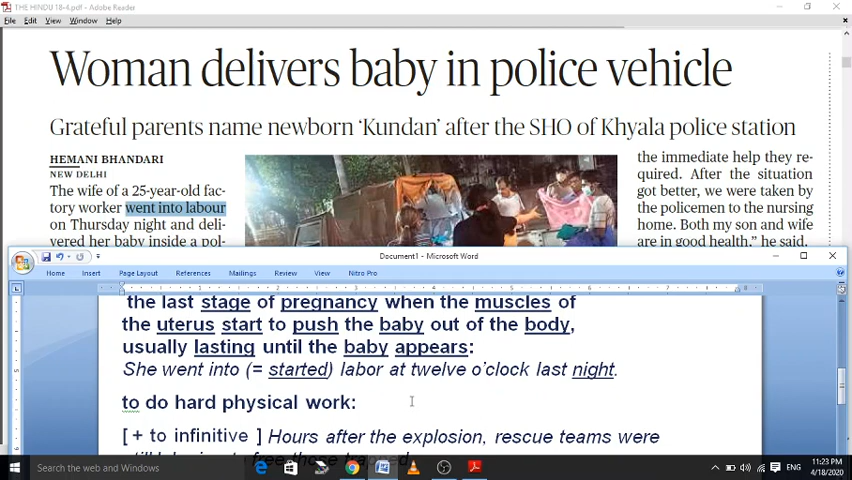 THE HINDU 18-4.pdf - Adobe Reader
File Edit View Window Help
Woman delivers baby in police vehicle
Grateful parents name newborn ‘Kundan’ after the SHO of Khyala police station
HEMANI BHANDARI
NEW DELHI
The wife of a 25-year-old fac-
tory worker went into labour
on Thursday night and deli-
vered her baby inside a pol-
the immediate help they re-
quired. After the situation
got better, we were taken by
the policemen to the nursing
home. Both my son and wife
are in good health,” he said.
Document1 - Microsoft Word
Home Insert Page Layout References Mailings Review View Nitro Pro
the last stage of pregnancy when the muscles of
the uterus start to push the baby out of the body,
usually lasting until the baby appears:
She went into (= started) labor at twelve o'clock last night.
to do hard physical work:
[ + to infinitive ] Hours after the explosion, rescue teams were
Search the web and Windows
ENG
11:23 PM
4/18/2020